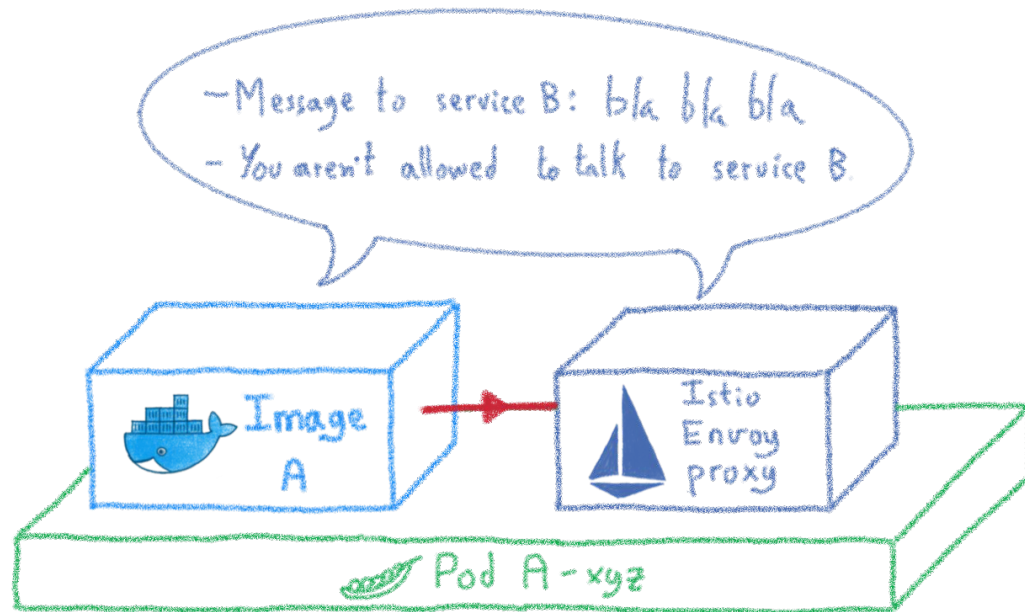 - Message to service B: bla bla bla
- You aren't allowed to talk to service B.
Image
A
Istio
Envoy
proxy
Pod A-xyz